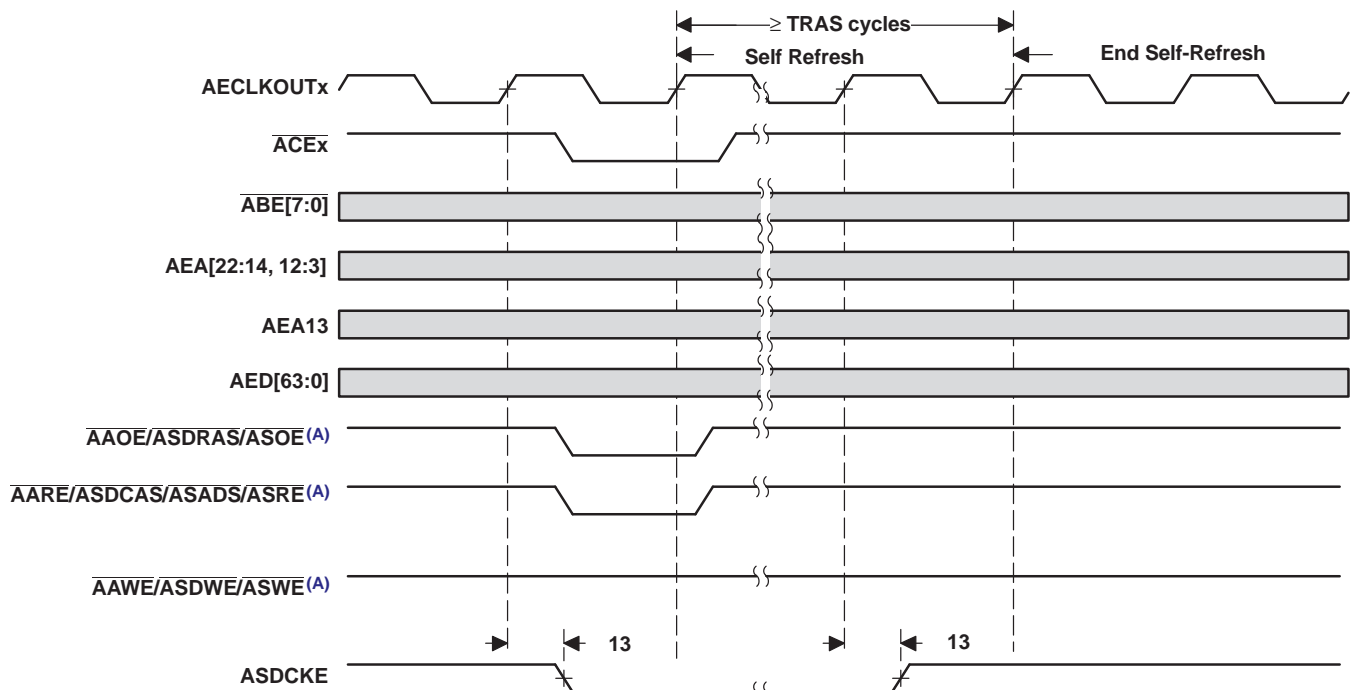 ≥ TRAS cycles
Self Refresh
End Self-Refresh
AECLKOUTx
ACEx
ABE[7:0]
AEA[22:14, 12:3]
AEA13
AED[63:0]
AAOE/ASDRAS/ASOE(A)
AARE/ASDCAS/ASADS/ASRE(A)
AAWE/ASDWE/ASWE(A)
13
13
ASDCKE